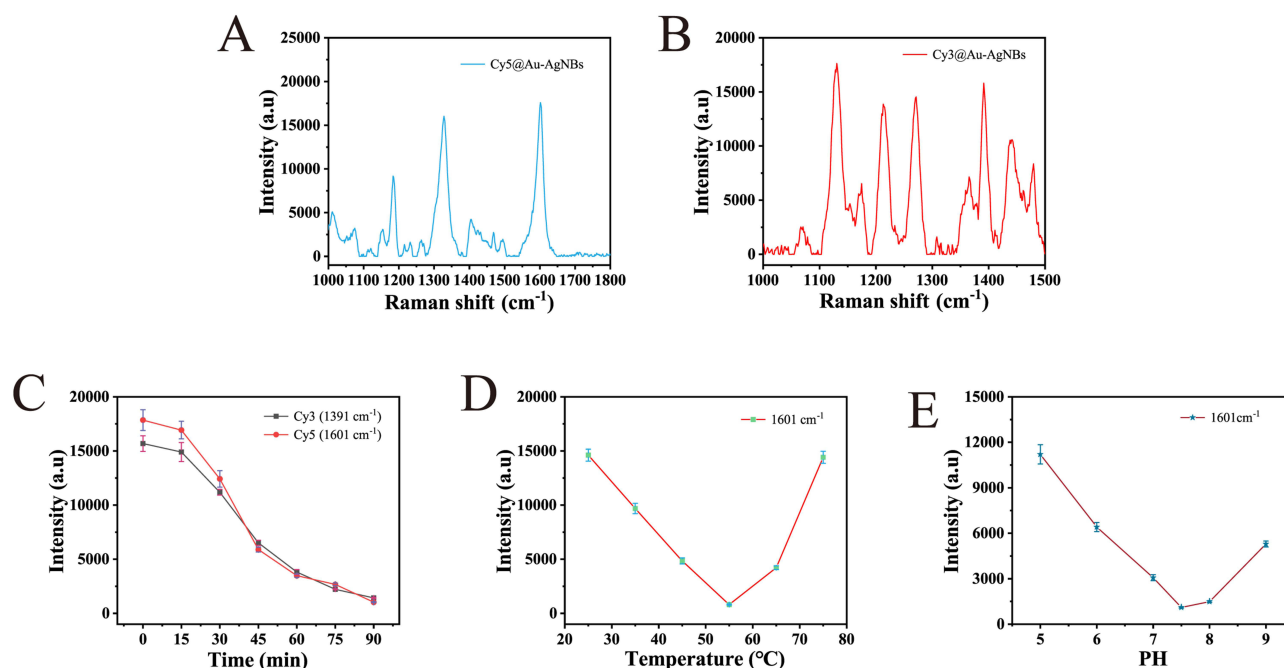 A
25000
20000
15000
10000
5000
0
Intensity (a.u)
Cy5@Au-AgNBs
1000 1100 1200 1300 1400 1500 1600 1700 1800
Raman shift (cm⁻¹)
B
20000
15000
10000
5000
0
Intensity (a.u)
Cy3@Au-AgNBs
1000 1100 1200 1300 1400 1500
Raman shift (cm⁻¹)
C
20000
15000
10000
5000
0
Intensity (a.u)
Cy3 (1391 cm⁻¹)
Cy5 (1601 cm⁻¹)
0 15 30 45 60 75 90
Time (min)
D
20000
15000
10000
5000
0
Intensity (a.u)
1601 cm⁻¹
20 30 40 50 60 70 80
Temperature (°C)
E
15000
12000
9000
6000
3000
0
Intensity (a.u)
1601cm⁻¹
5 6 7 8 9
PH